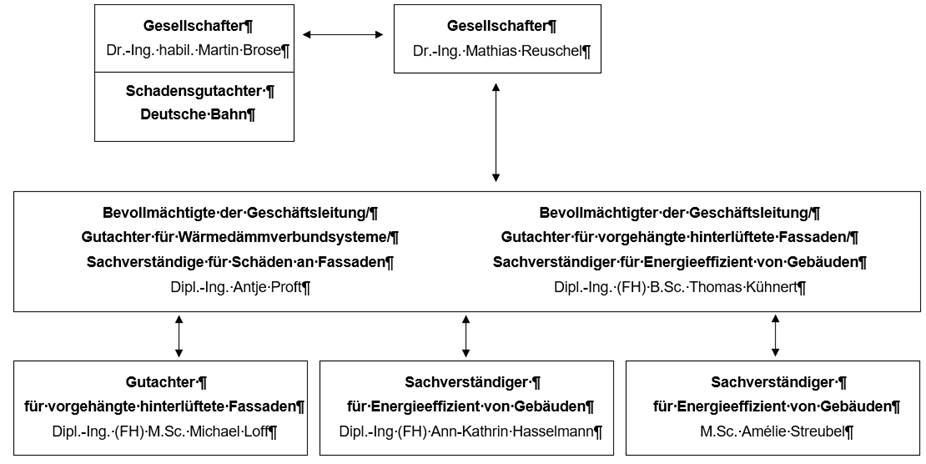 Gesellschafter¶
Dr.-Ing.·habil.·Martin·Brose¶
Schadensgutachter·¶
Deutsche·Bahn¶
Gesellschafter¶
Dr.-Ing.·Mathias·Reuschel¶
Bevollmächtigte·der·Geschäftsleitung/¶
Gutachter·für·Wärmedämmverbundsysteme/¶
Sachverständige·für·Schäden·an·Fassaden¶
Dipl.-Ing.·Antje·Proft¶
Bevollmächtigter·der·Geschäftsleitung/¶
Gutachter·für·vorgehängte·hinterlüftete·Fassaden/¶
Sachverständiger·für·Energieeffizient·von·Gebäuden¶
Dipl.-Ing.·(FH)·B.Sc.·Thomas·Kühnert¶
Gutachter·¶
für·vorgehängte·hinterlüftete·Fassaden¶
Dipl.-Ing.·(FH)·M.Sc.·Michael·Loff¶
Sachverständiger·¶
für·Energieeffizient·von·Gebäuden¶
Dipl.-Ing·(FH)·Ann-Kathrin·Hasselmann¶
Sachverständiger·¶
für·Energieeffizient·von·Gebäuden¶
M.Sc.·Amélie·Streubel¶